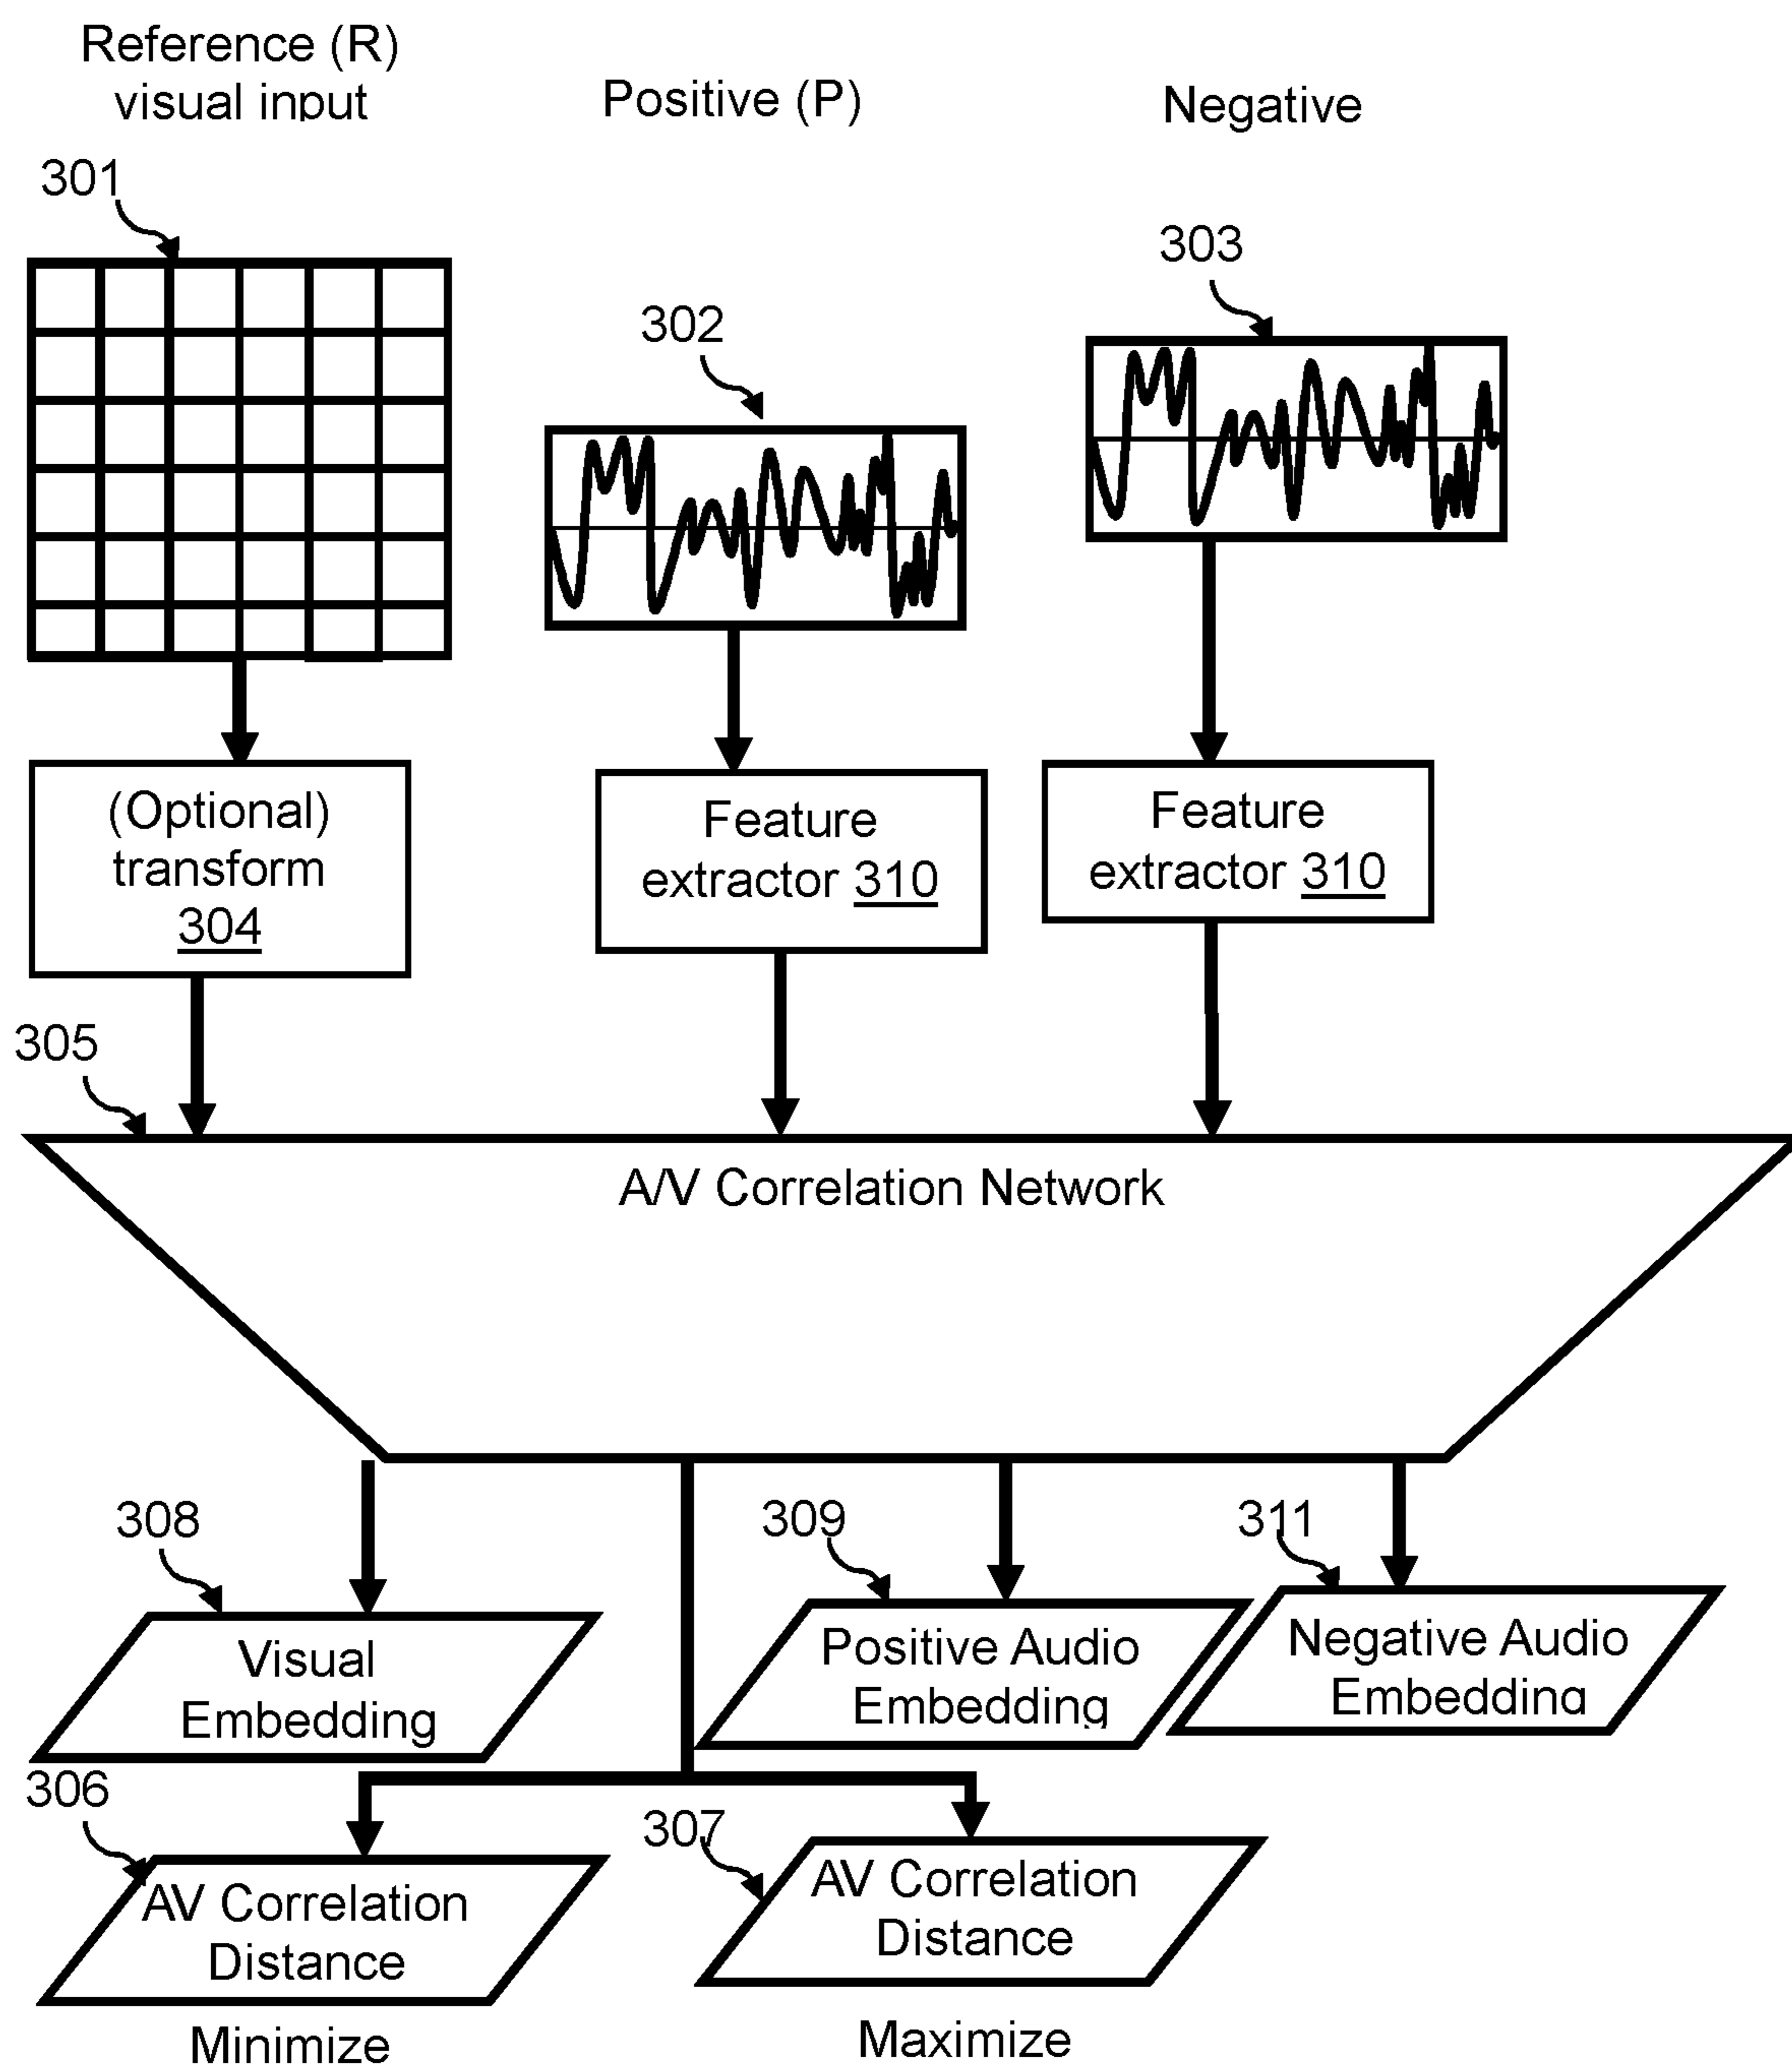 Reference (R)
visual input
Positive (P)
Negative
301
302
303
(Optional)
transform
304
Feature
extractor 310
Feature
extractor 310
305
A/V Correlation Network
308
309
311
Visual
Embedding
Positive Audio
Embedding
Negative Audio
Embedding
306
307
AV Correlation
Distance
AV Correlation
Distance
Minimize
Maximize